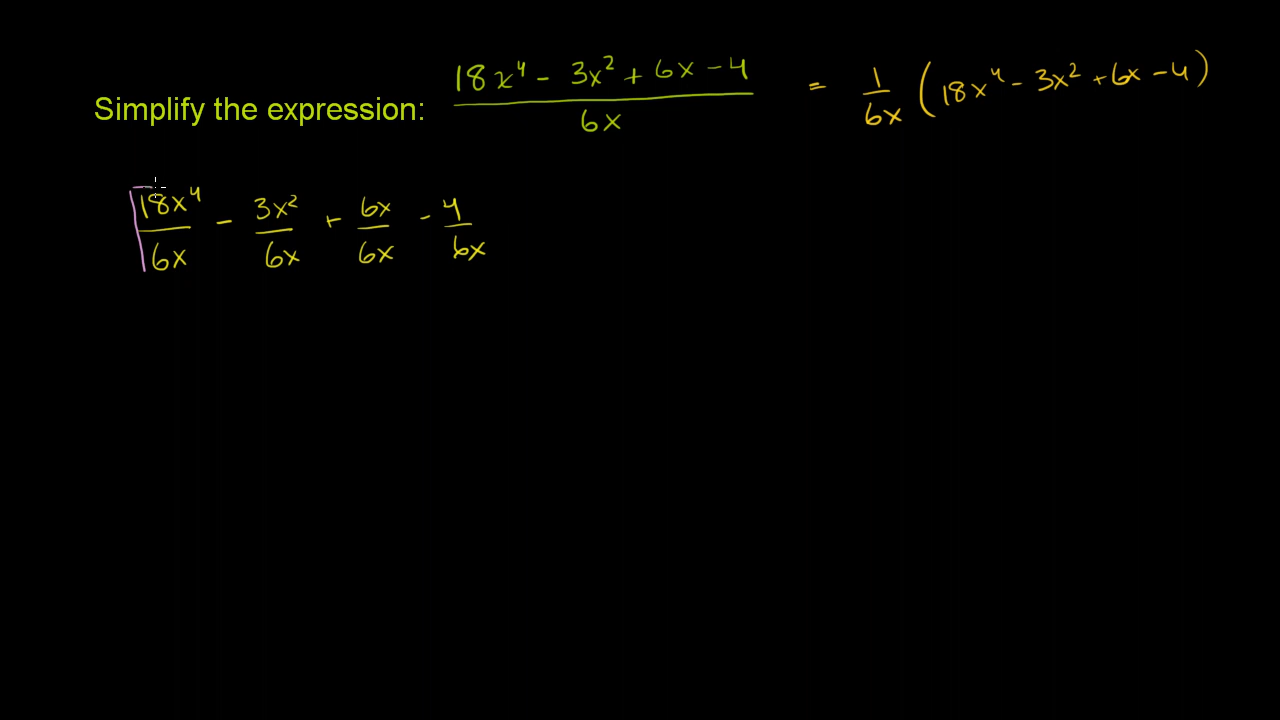 Simplify the expression: (18x⁴ - 3x² + 6x - 4)/6x = 1/6x (18x⁴ - 3x² + 6x - 4)
18x⁴/6x - 3x²/6x + 6x/6x - 4/6x